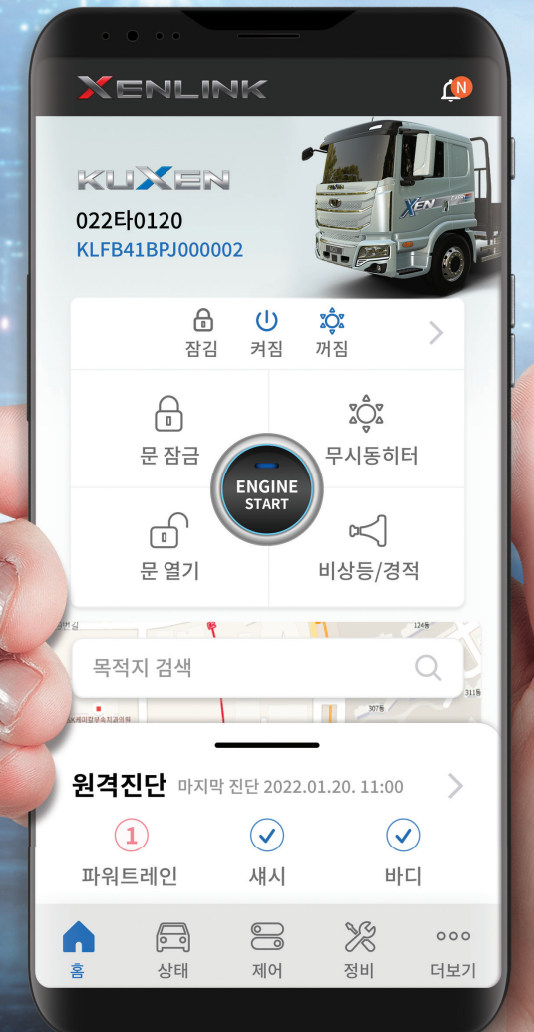 XENLINK
N
KUXEN
022타0120
KLFB41BPJ000002
XEN
잠김 켜짐 꺼짐
문 잠금 무시동히터
ENGINE
START
문 열기 비상등/경적
124동
목적지 검색
311동
307동
원격진단 마지막 진단 2022.01.20. 11:00
1
파워트레인 섀시 바디
홈 상태 제어 정비 더보기